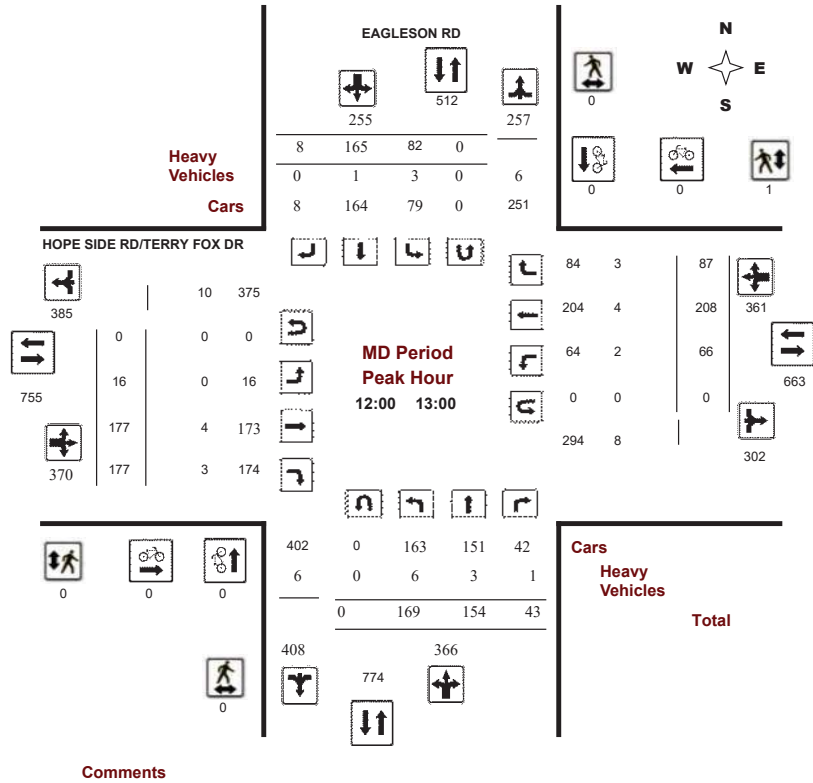 N
EAGLESON RD
W E
S
512
0
255 257
8 165 82 0
Heavy
Vehicles
0 1 3 0 6
0 0 1
Cars
8 164 79 0 251
HOPE SIDE RD/TERRY FOX DR
84 3 87
385
10 375
204 4 208 361
0 0 0
MD Period
Peak Hour
64 2 66
755
16 0 16
663
12:00 13:00
0 0 0
177 4 173
294 8
302
370
177 3 174
402 0 163 151 42
Cars
6 0 6 3 1
Heavy
Vehicles
0 0 0
0 169 154 43
Total
408 366
774
0
Comments